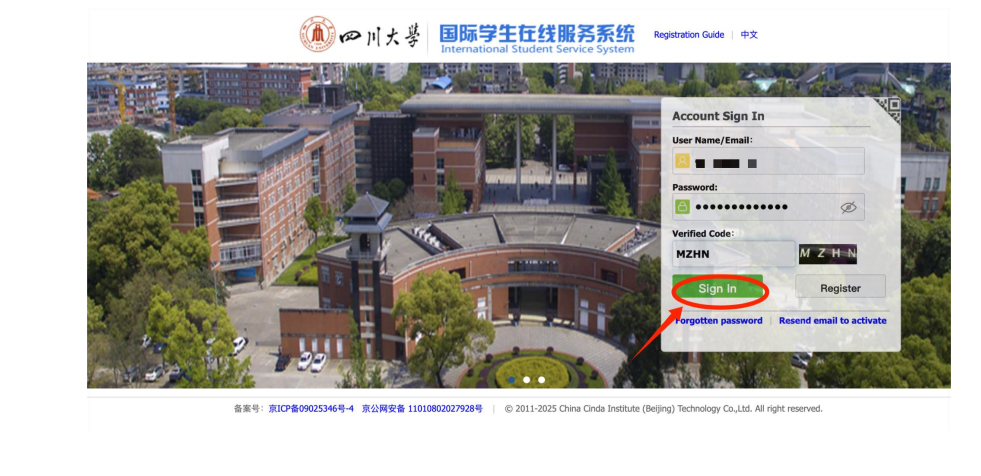 四川大学
国际学生在线服务系统
International Student Service System
Registration Guide | 中文
Account Sign In
User Name/Email:
Password:
Verified Code:
MZHN
M Z H N
Sign In
Register
Forgotten password | Resend email to activate
备案号: 京ICP备09025346号-4 京公网安备 11010802027928号 | © 2011-2025 China Cinda Institute (Beijing) Technology Co.,Ltd. All right reserved.